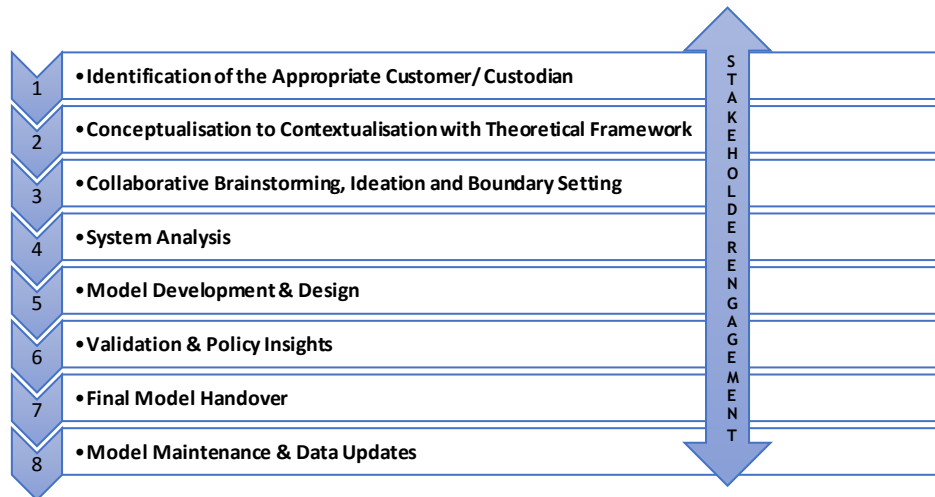 1
•Identification of the Appropriate Customer/ Custodian
2
•Conceptualisation to Contextualisation with Theoretical Framework
3
•Collaborative Brainstorming, Ideation and Boundary Setting
4
•System Analysis
5
•Model Development & Design
6
•Validation & Policy Insights
7
•Final Model Handover
8
•Model Maintenance & Data Updates
STAKEHOLDER ENGAGEMENT